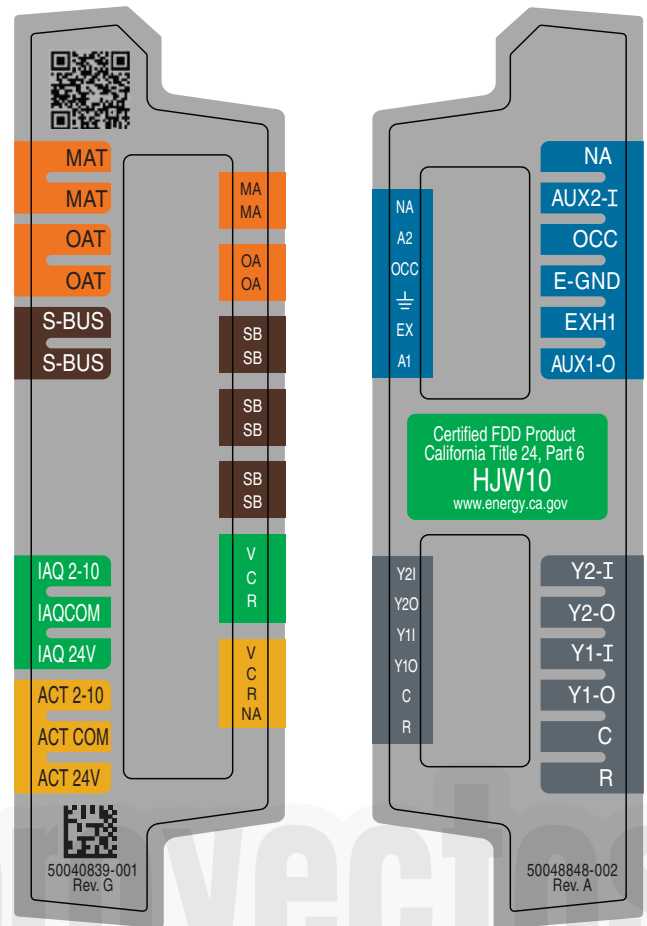 MAT
MAT
OAT
OAT
S-BUS
S-BUS
IAQ 2-10
IAQCOM
IAQ 24V
ACT 2-10
ACT COM
ACT 24V
50040839-001
Rev. G
MA
MA
OA
OA
SB
SB
SB
SB
SB
SB
V
C
R
V
C
R
NA
NA
A2
OCC
EX
A1
NA
AUX2-I
OCC
E-GND
EXH1
AUX1-O
Certified FDD Product
California Title 24, Part 6
HJW10
www.energy.ca.gov
Y2I
Y2O
Y1I
Y1O
C
R
Y2-I
Y2-O
Y1-I
Y1-O
C
R
50048848-002
Rev. A